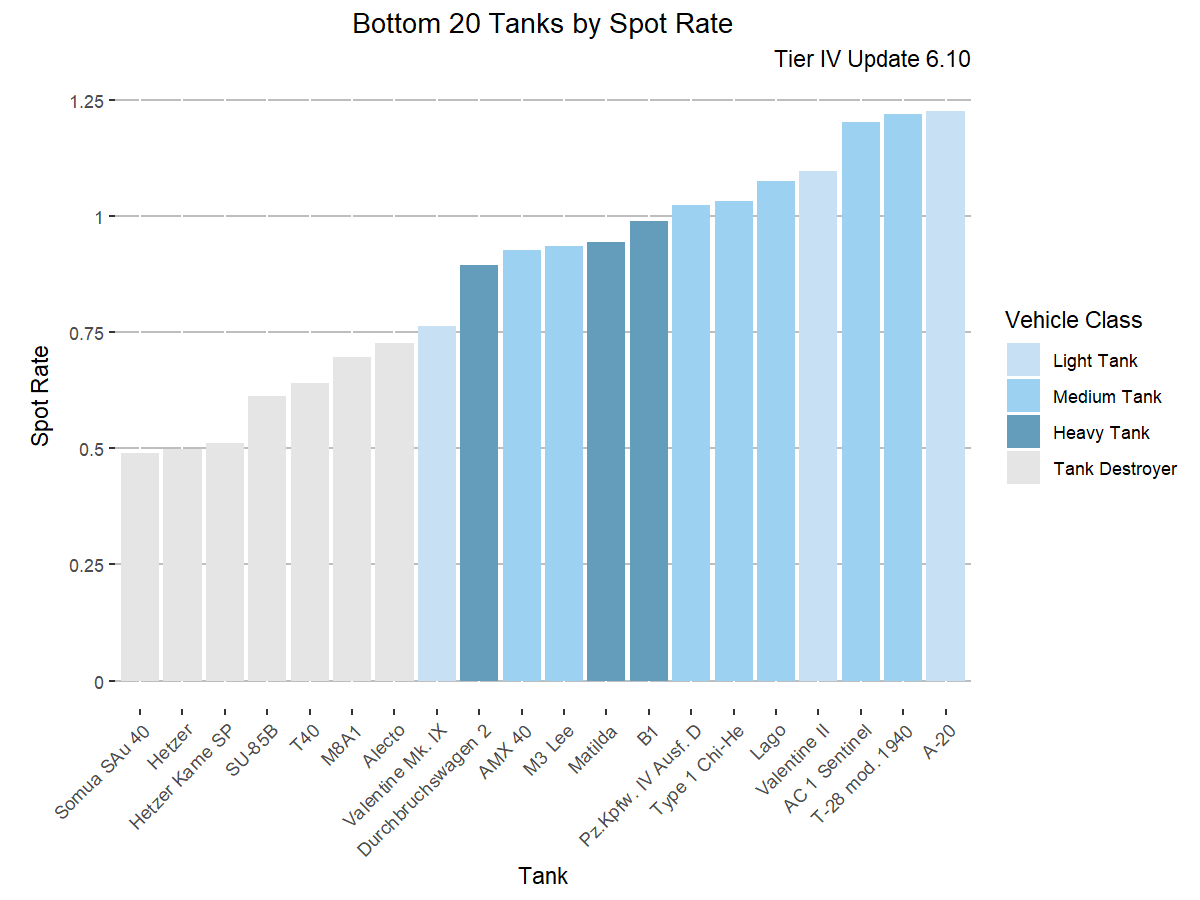 Bottom 20 Tanks by Spot Rate
Tier IV Update 6.10
1.25
1
0.75
0.5
0.25
0
Spot Rate
Somua SAu 40
Hetzer
Hetzer Kame SP
SU-85B
T40
M8A1
Alecto
Valentine Mk. IX
Durchbruchswagen 2
AMX 40
M3 Lee
Matilda
B1
Pz.Kpfw. IV Ausf. D
Type 1 Chi-He
Lago
Valentine II
AC 1 Sentinel
T-28 mod. 1940
A-20
Tank
Vehicle Class
Light Tank
Medium Tank
Heavy Tank
Tank Destroyer